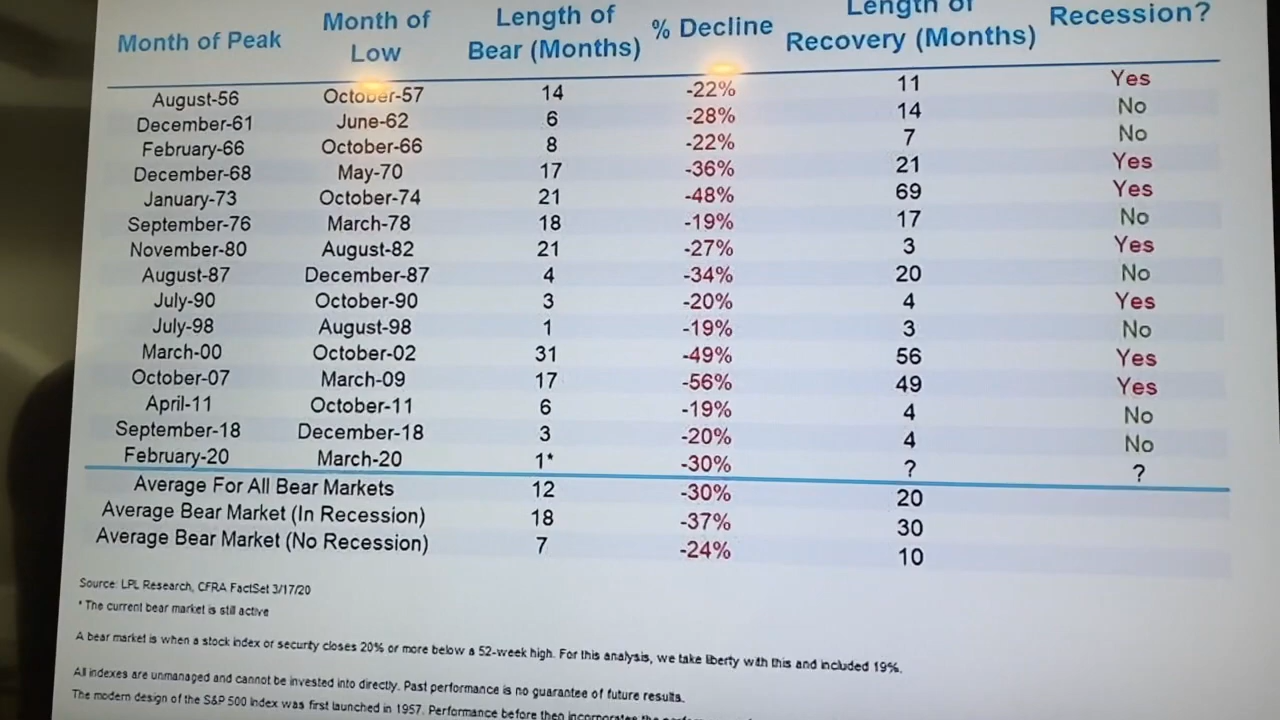 Month of Peak Month of Low Length of Bear (Months) % Decline Length of Recovery (Months) Recession?
August-56 October-57 14 -22% 11 Yes
December-61 June-62 6 -28% 14 No
February-66 October-66 8 -22% 7 No
December-68 May-70 17 -36% 21 Yes
January-73 October-74 21 -48% 69 Yes
September-76 March-78 18 -19% 17 No
November-80 August-82 21 -27% 3 Yes
August-87 December-87 4 -34% 20 No
July-90 October-90 3 -20% 4 Yes
July-98 August-98 1 -19% 3 No
March-00 October-02 31 -49% 56 Yes
October-07 March-09 17 -56% 49 Yes
April-11 October-11 6 -19% 4 No
September-18 December-18 3 -20% 4 No
February-20 March-20 1* -30% ? ?
Average For All Bear Markets 12 -30% 20
Average Bear Market (In Recession) 18 -37% 30
Average Bear Market (No Recession) 7 -24% 10
Source: LPL Research, CFRA FactSet 3/17/20
* The current bear market is still active
A bear market is when a stock index or security closes 20% or more below a 52-week high. For this analysis, we take liberty with this and included 19%.
All indexes are unmanaged and cannot be invested into directly. Past performance is no guarantee of future results.
The modern design of the S&P 500 Index was first launched in 1957. Performance before then incorporates the